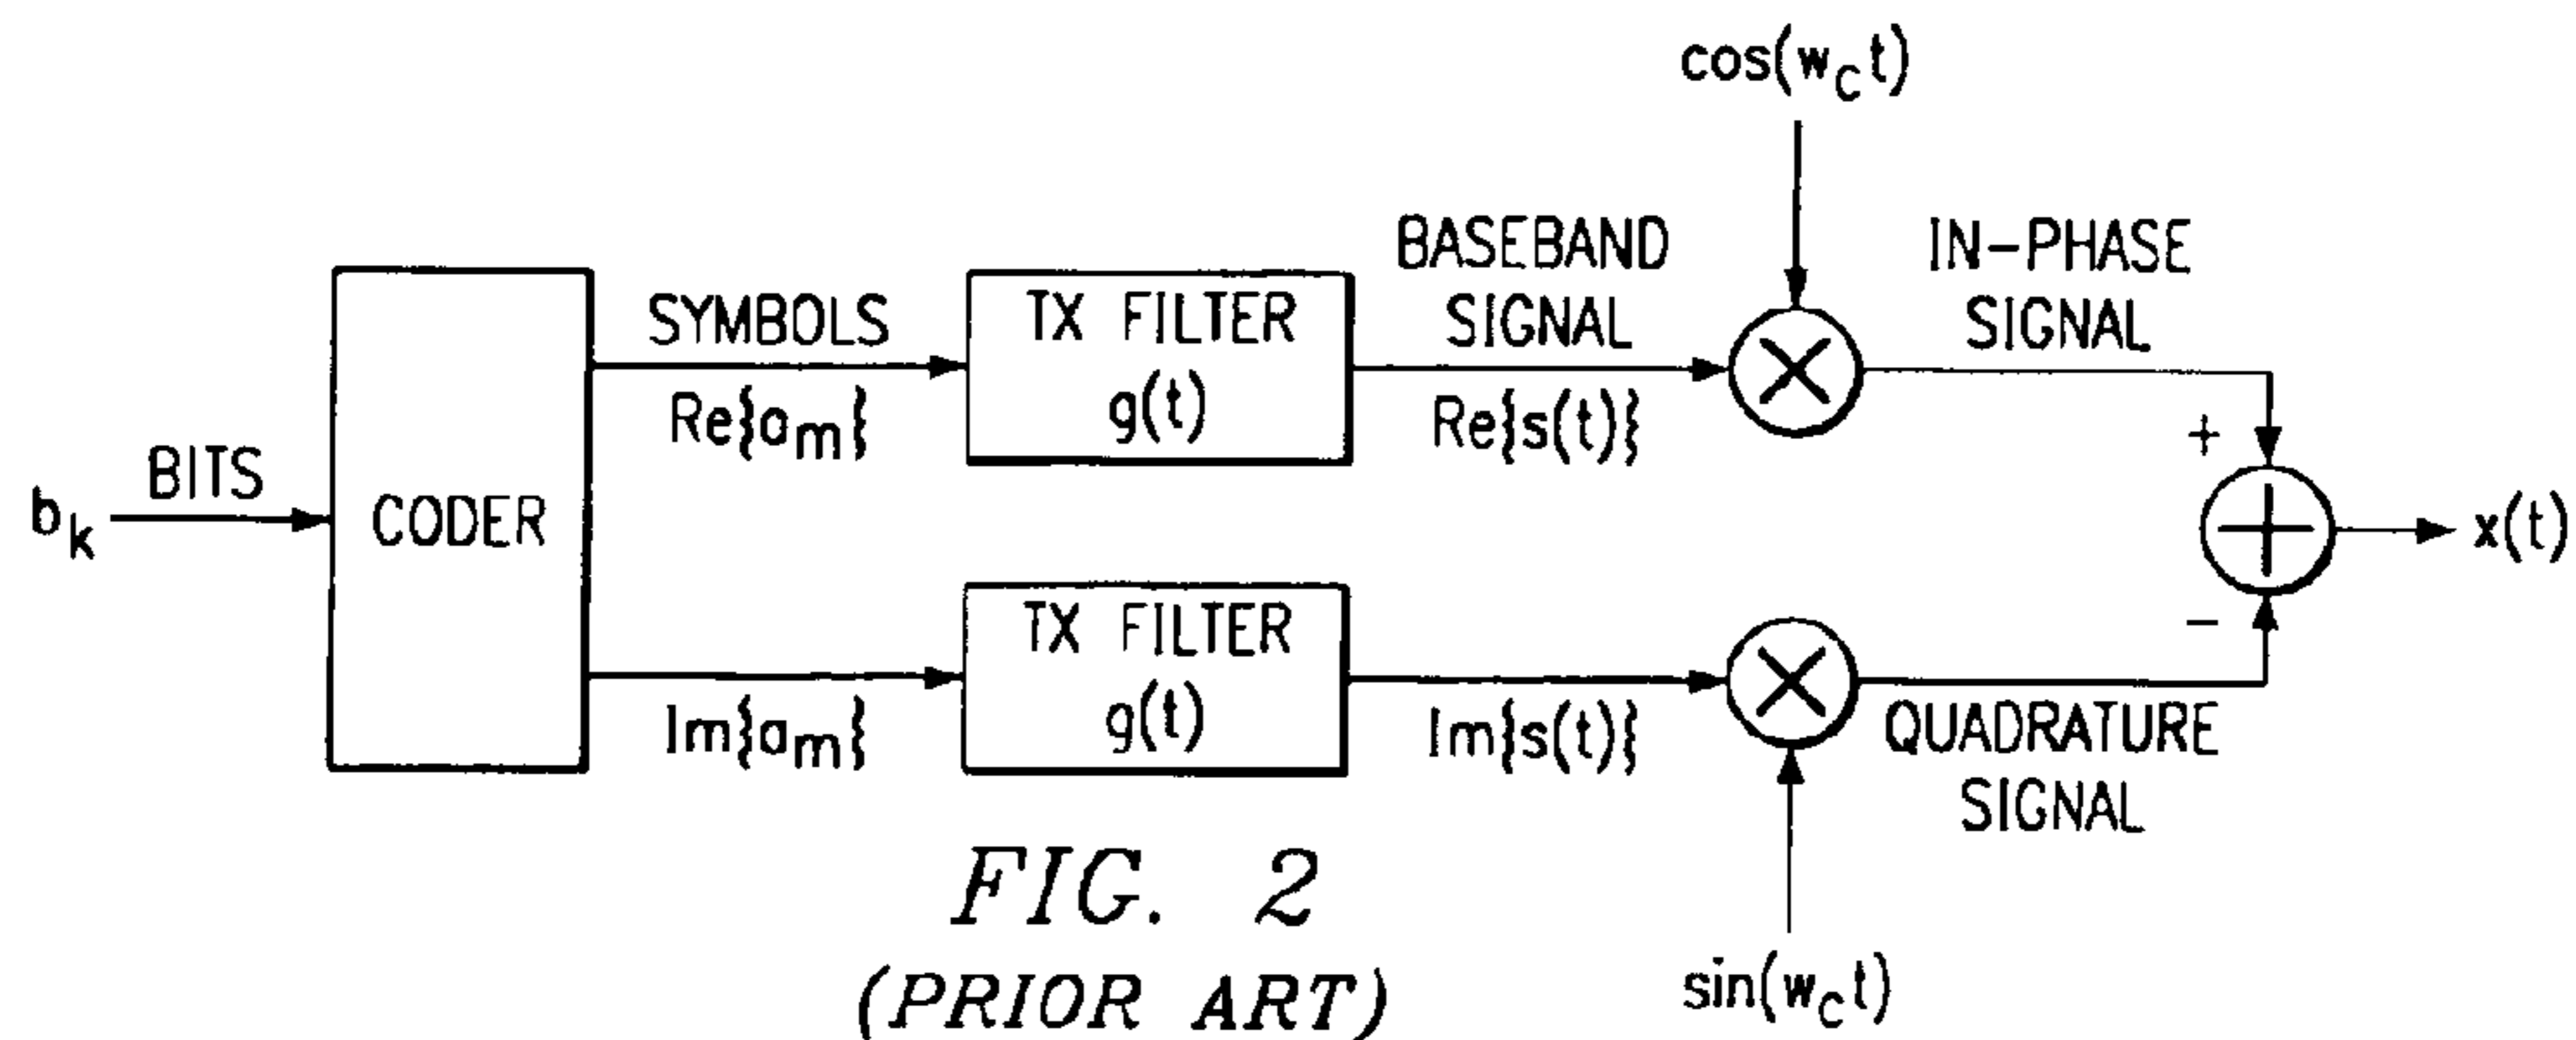 cos(w_c t)
BASEBAND
SIGNAL
IN-PHASE
SIGNAL
SYMBOLS
Re{a_m}
TX FILTER
g(t)
Re{s(t)}
+
b_k
BITS
CODER
x(t)
TX FILTER
g(t)
Im{a_m}
Im{s(t)}
−
QUADRATURE
SIGNAL
sin(w_c t)
FIG. 2
(PRIOR ART)